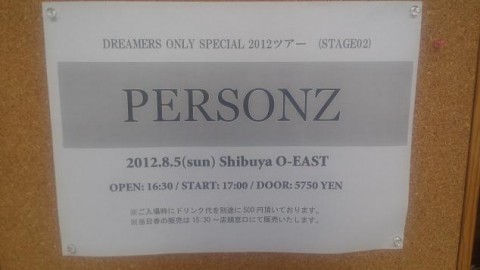 DREAMERS ONLY SPECIAL 2012ツアー (STAGE02)
PERSONZ
2012.8.5(sun) Shibuya O-EAST
OPEN: 16:30 / START: 17:00 / DOOR: 5750 YEN
※ご入場時にドリンク代を別途に500円頂いております。
※当日券の販売は15:30～店頭窓口にて販売いたします。